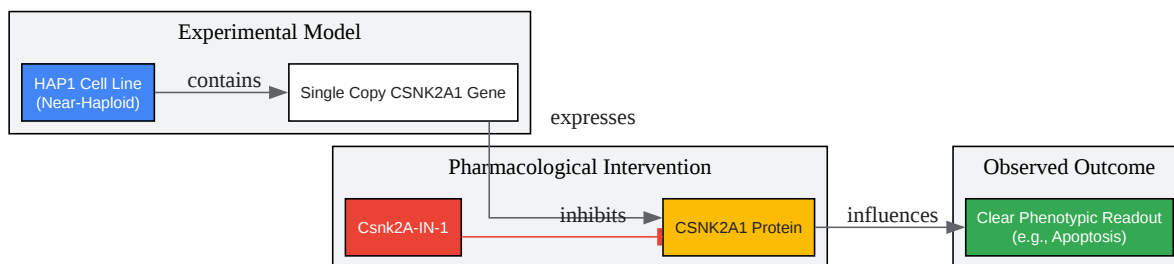 Experimental Model
HAP1 Cell Line
(Near-Haploid)
contains
Single Copy CSNK2A1 Gene
expresses
Pharmacological Intervention
Csnk2A-IN-1
inhibits
CSNK2A1 Protein
influences
Observed Outcome
Clear Phenotypic Readout
(e.g., Apoptosis)